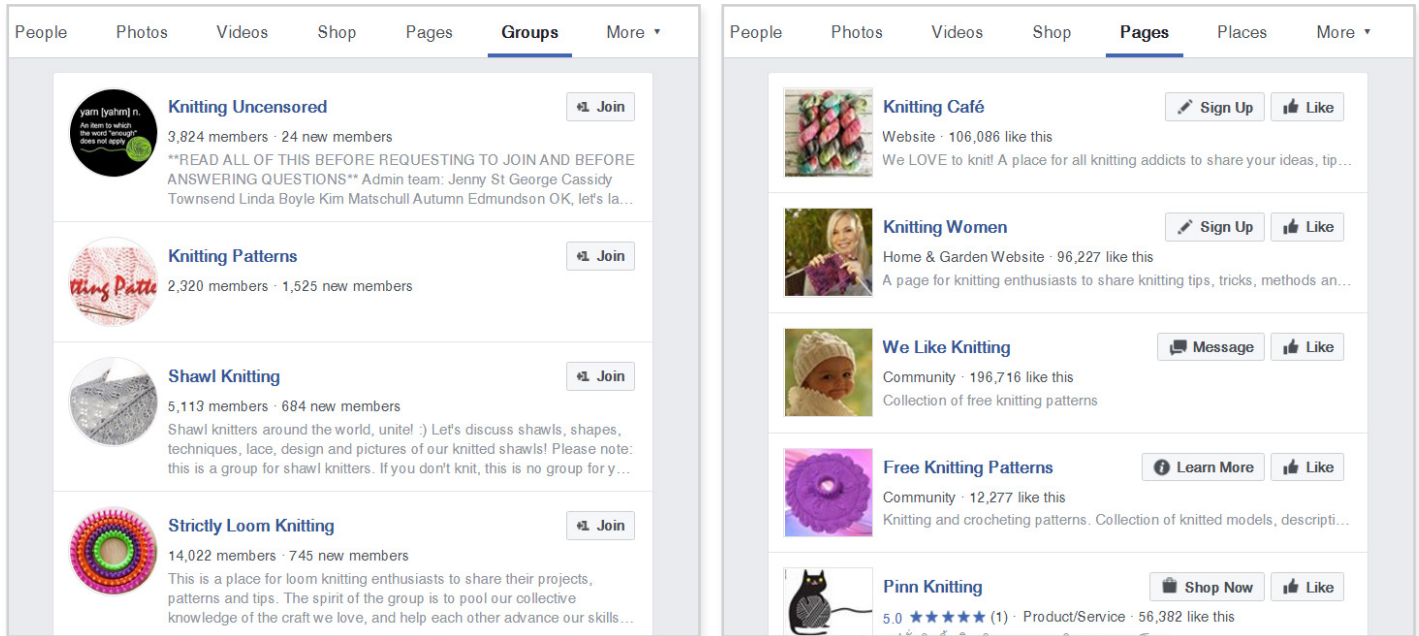 People Photos Videos Shop Pages Groups More ▼
yarn [yahrn] n.
An item to which
the word "enough"
does not apply
Knitting Uncensored
+1 Join
3,824 members · 24 new members
**READ ALL OF THIS BEFORE REQUESTING TO JOIN AND BEFORE
ANSWERING QUESTIONS** Admin team: Jenny St George Cassidy
Townsend Linda Boyle Kim Matschull Autumn Edmundson OK, let's la...
tting Patte
Knitting Patterns
+1 Join
2,320 members · 1,525 new members
Shawl Knitting
+1 Join
5,113 members · 684 new members
Shawl knitters around the world, unite! :) Let's discuss shawls, shapes,
techniques, lace, design and pictures of our knitted shawls! Please note:
this is a group for shawl knitters. If you don't knit, this is no group for y...
Strictly Loom Knitting
+1 Join
14,022 members · 745 new members
This is a place for loom knitting enthusiasts to share their projects,
patterns and tips. The spirit of the group is to pool our collective
knowledge of the craft we love, and help each other advance our skills...
People Photos Videos Shop Pages Places More ▼
Knitting Café
Sign Up Like
Website · 106,086 like this
We LOVE to knit! A place for all knitting addicts to share your ideas, tip...
Knitting Women
Sign Up Like
Home & Garden Website · 96,227 like this
A page for knitting enthusiasts to share knitting tips, tricks, methods an...
We Like Knitting
Message Like
Community · 196,716 like this
Collection of free knitting patterns
Free Knitting Patterns
Learn More Like
Community · 12,277 like this
Knitting and crocheting patterns. Collection of knitted models, descripti...
Pinn Knitting
Shop Now Like
5.0 ★★★★★ (1) · Product/Service · 56,382 like this